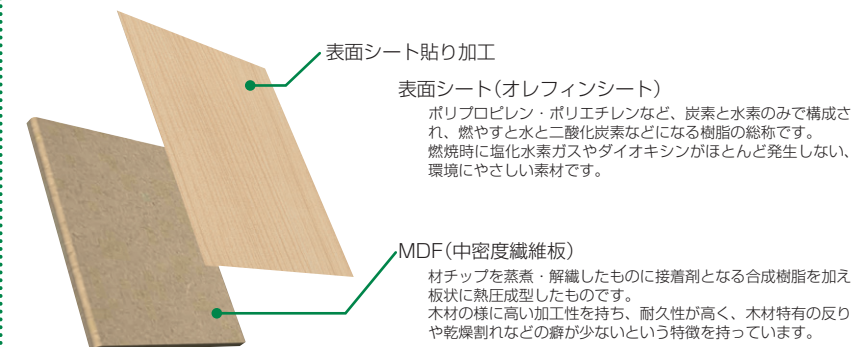 表面シート貼り加工
表面シート（オレフィンシート）
ポリプロピレン・ポリエチレンなど、炭素と水素のみで構成さ
れ、燃やすと水と二酸化炭素などになる樹脂の総称です。
燃焼時に塩化水素ガスやダイオキシンがほとんど発生しない、
環境にやさしい素材です。
MDF（中密度繊維板）
材チップを蒸煮・解繊したものに接着剤となる合成樹脂を加え
板状に熱圧成型したものです。
木材の様に高い加工性を持ち、耐久性が高く、木材特有の反り
や乾燥割れなどの癖が少ないという特徴を持っています。